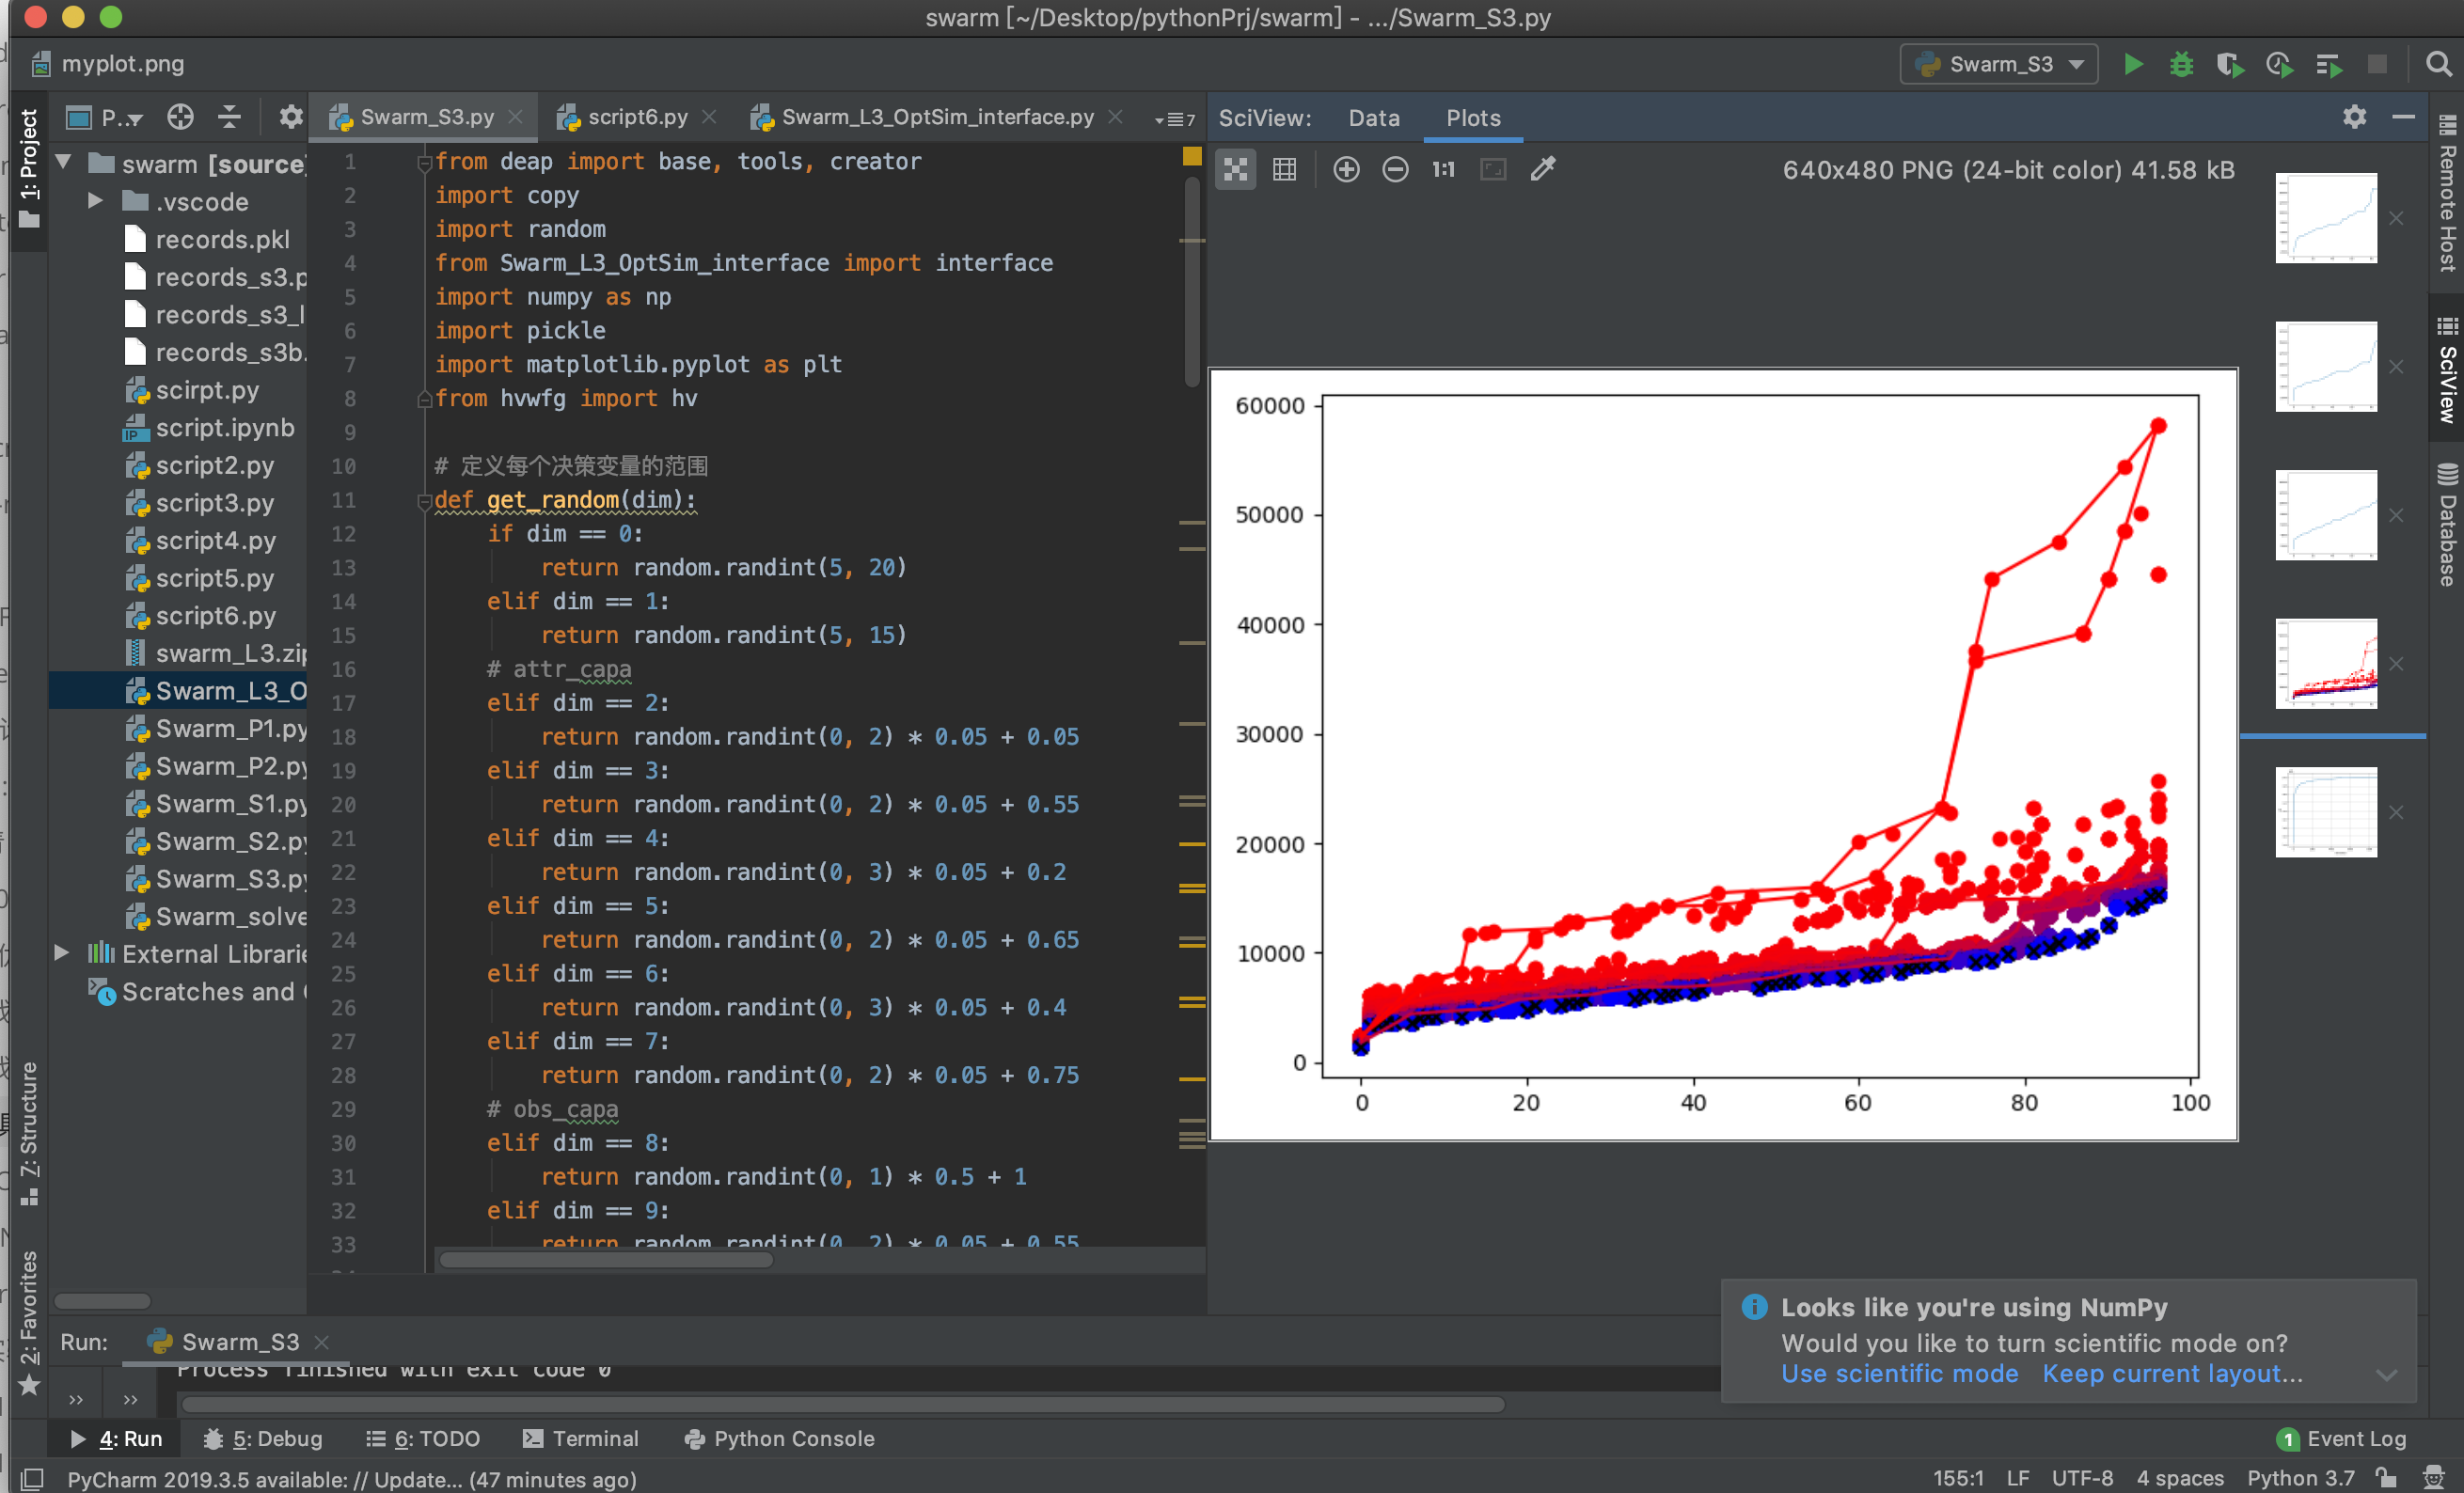 swarm [~/Desktop/pythonPrj/swarm] - .../Swarm_S3.py
myplot.png
Swarm_S3
1: Project
P...
Swarm_S3.py
script6.py
Swarm_L3_OptSim_interface.py
7
SciView:
Data
Plots
swarm [source]
.vscode
records.pkl
records_s3.p
records_s3_l
records_s3b.
scirpt.py
script.ipynb
script2.py
script3.py
script4.py
script5.py
script6.py
swarm_L3.zip
Swarm_L3_O
Swarm_P1.py
Swarm_P2.py
Swarm_S1.py
Swarm_S2.py
Swarm_S3.py
Swarm_solve
External Librarie
Scratches and
7: Structure
2: Favorites
1 from deap import base, tools, creator
2 import copy
3 import random
4 from Swarm_L3_OptSim_interface import interface
5 import numpy as np
6 import pickle
7 import matplotlib.pyplot as plt
8 from hvwfg import hv
9
10 # 定义每个决策变量的范围
11 def get_random(dim):
12 if dim == 0:
13 return random.randint(5, 20)
14 elif dim == 1:
15 return random.randint(5, 15)
16 # attr_capa
17 elif dim == 2:
18 return random.randint(0, 2) * 0.05 + 0.05
19 elif dim == 3:
20 return random.randint(0, 2) * 0.05 + 0.55
21 elif dim == 4:
22 return random.randint(0, 3) * 0.05 + 0.2
23 elif dim == 5:
24 return random.randint(0, 2) * 0.05 + 0.65
25 elif dim == 6:
26 return random.randint(0, 3) * 0.05 + 0.4
27 elif dim == 7:
28 return random.randint(0, 2) * 0.05 + 0.75
29 # obs_capa
30 elif dim == 8:
31 return random.randint(0, 1) * 0.5 + 1
32 elif dim == 9:
33 return random.randint(0, 2) * 0.05 + 0.55
1:1
640x480 PNG (24-bit color) 41.58 kB
60000
50000
40000
30000
20000
10000
0
0 20 40 60 80 100
Remote Host
SciView
Database
Looks like you're using NumPy
Would you like to turn scientific mode on?
Use scientific mode Keep current layout...
Run: Swarm_S3
Process finished with exit code 0
4: Run 5: Debug 6: TODO Terminal Python Console
1 Event Log
PyCharm 2019.3.5 available: // Update... (47 minutes ago)
155:1 LF UTF-8 4 spaces Python 3.7